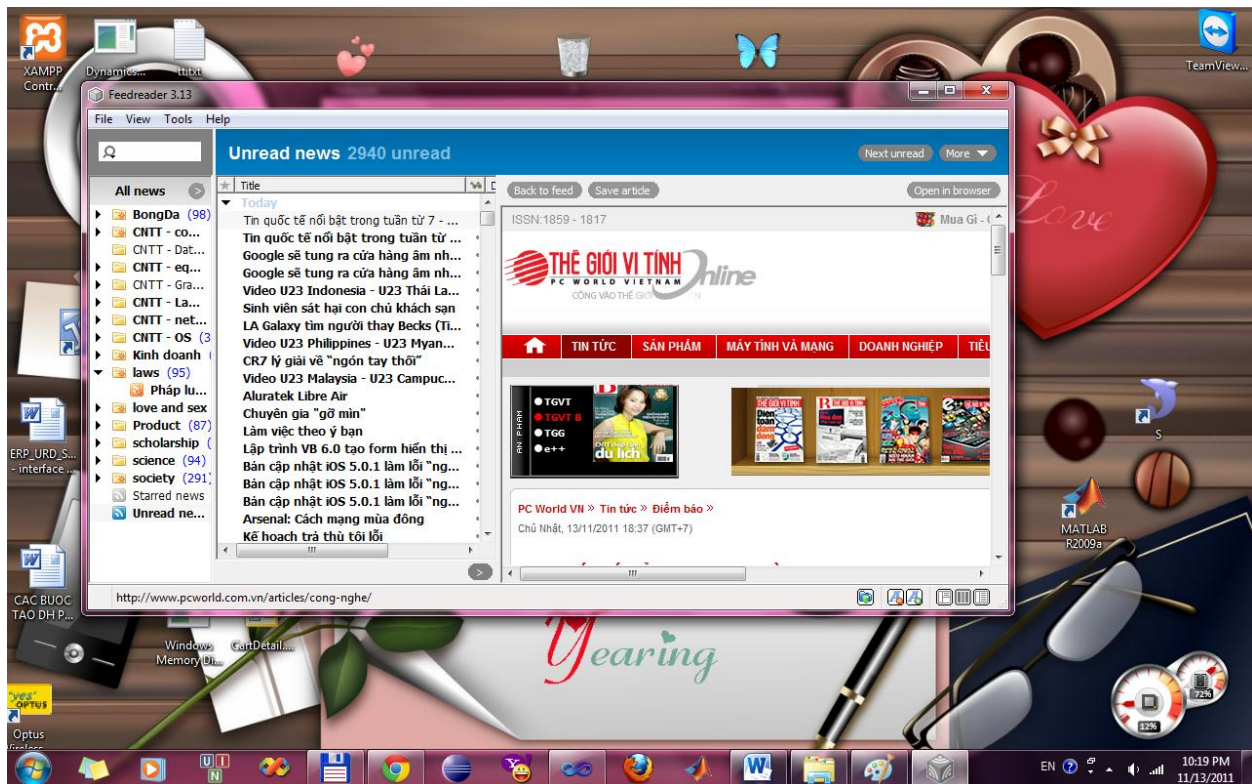 XAMPP
Contr...
Dynamics...
tt.txt
TeamView...
Feedreader 3.13
File View Tools Help
Unread news 2940 unread
Next unread
More
All news
BongDa (98)
CNTT - co...
CNTT - Dat...
CNTT - eq...
CNTT - Gra...
CNTT - La...
CNTT - net...
CNTT - OS (3
Kinh doanh (
laws (95)
Pháp lu...
love and sex
Product (87)
scholarship (
science (94)
society (291)
Starred news
Unread ne...
Title
D
Today
Tin quốc tế nổi bật trong tuần từ 7 - ...
Tin quốc tế nổi bật trong tuần từ ...
Google sẽ tung ra cửa hàng âm nh...
Google sẽ tung ra cửa hàng âm nh...
Video U23 Indonesia - U23 Thái La...
Sinh viên sát hại con chủ khách sạn
LA Galaxy tìm người thay Becks (Ti...
Video U23 Philippines - U23 Myan...
CR7 lý giải về “ngón tay thối”
Video U23 Malaysia - U23 Campuc...
Aluratek Libre Air
Chuyên gia "gỡ mìn"
Làm việc theo ý bạn
Lập trình VB 6.0 tạo form hiển thị ...
Bản cập nhật iOS 5.0.1 làm lỗi “ng...
Bản cập nhật iOS 5.0.1 làm lỗi “ng...
Bản cập nhật iOS 5.0.1 làm lỗi “ng...
Arsenal: Cách mạng mùa đông
Kế hoạch trả thù tội lỗi
Back to feed
Save article
Open in browser
ISSN:1859 - 1817
Mua Gì - (
THẾ GIỚI VI TÍNH Online
PC WORLD VIETNAM
TIN TỨC
SẢN PHẨM
MÁY TÍNH VÀ MẠNG
DOANH NGHIỆP
TIÊU
ẤN PHẨM
TGVT
TGVT B
TGG
e++
du lịch
PC World VN » Tin tức » Điểm báo »
Chủ Nhật, 13/11/2011 18:37 (GMT+7)
http://www.pcworld.com.vn/articles/cong-nghe/
Love
ERP_URD_S...
- interface ...
S
MATLAB
R2009a
CAC BUOC
TAO DH P...
Windows
Memory Di...
CartDetail....
Yearing
"yes"
OPTUS
Optus
72%
12%
U I
N
EN
10:19 PM
11/13/2011